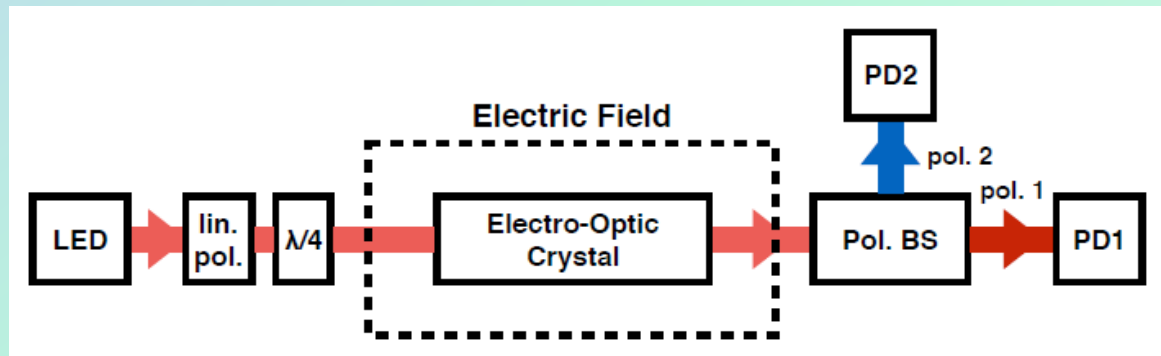 PD2
Electric Field
pol. 2
pol. 1
LED
lin.
pol.
λ/4
Electro-Optic
Crystal
Pol. BS
PD1